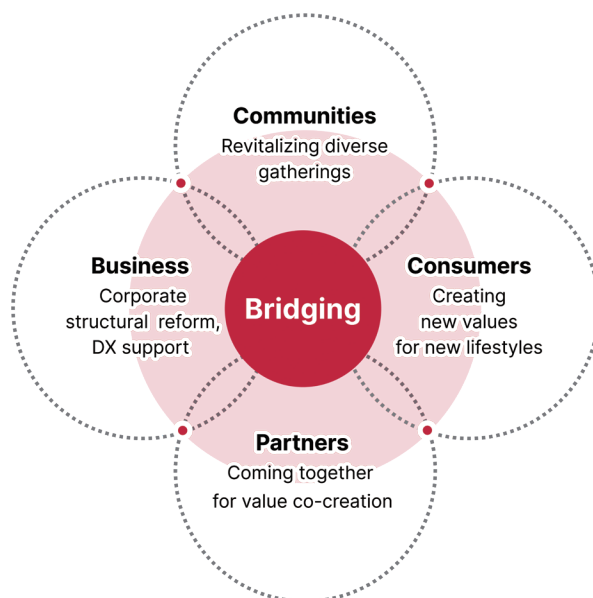 Communities
Revitalizing diverse
gatherings
Business
Corporate
structural reform,
DX support
Bridging
Consumers
Creating
new values
for new lifestyles
Partners
Coming together
for value co-creation